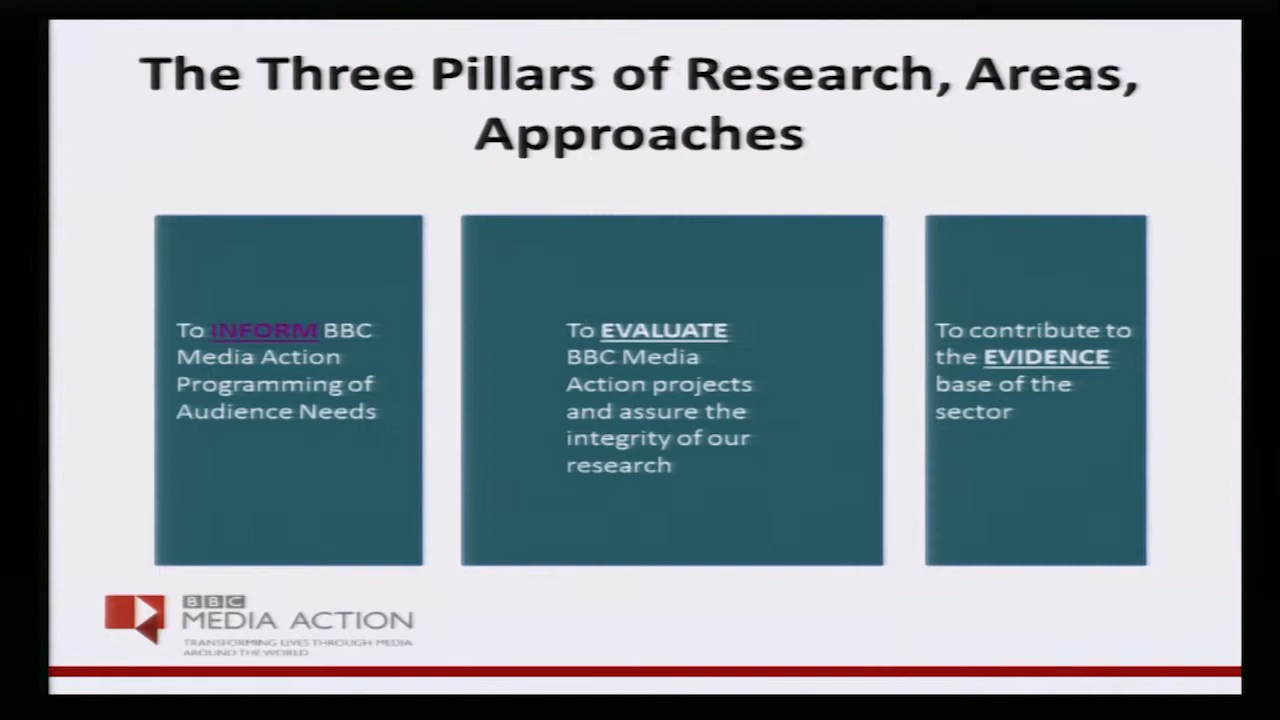 The Three Pillars of Research, Areas,
Approaches
To INFORM BBC
Media Action
Programming of
Audience Needs
To EVALUATE
BBC Media
Action projects
and assure the
integrity of our
research
To contribute to
the EVIDENCE
base of the
sector
BBC
MEDIA ACTION
TRANSFORMING LIVES THROUGH MEDIA
AROUND THE WORLD